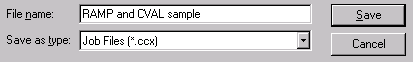 File name: RAMP and CVAL sample Save
Save as type: Job Files (*.ccx) Cancel